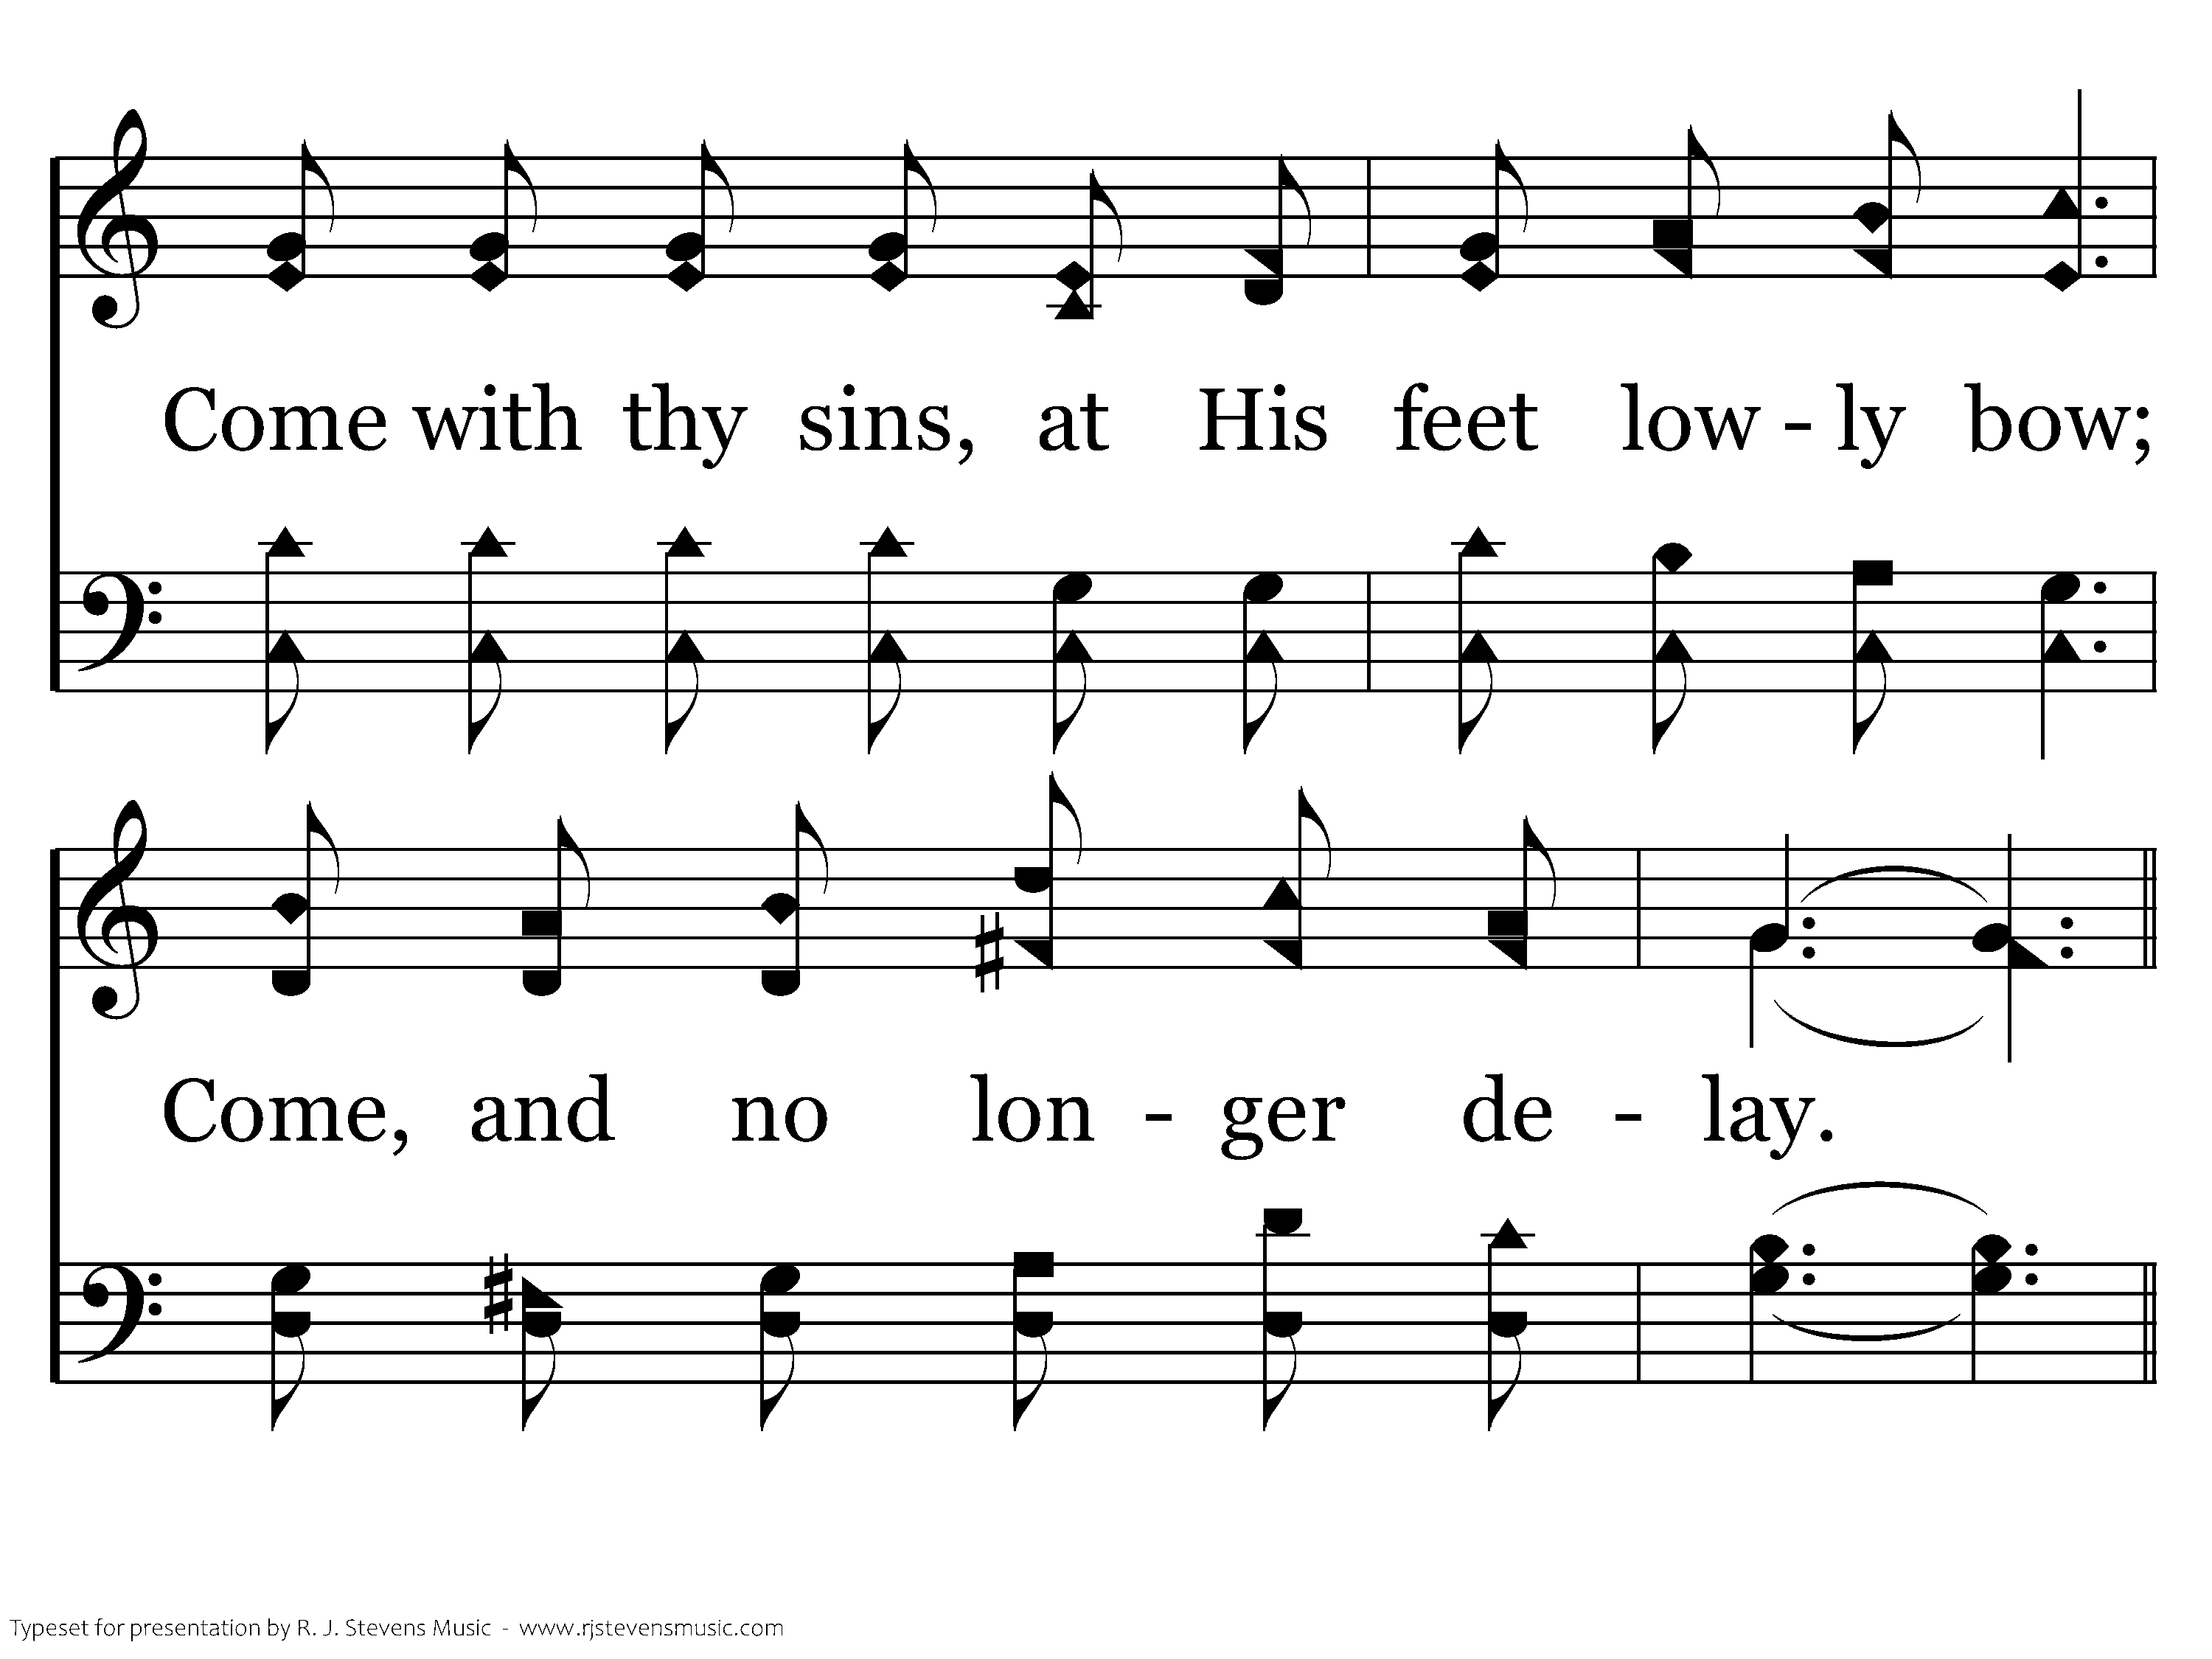 Come with thy sins, at His feet low - ly bow;
Come, and no lon - ger de - lay.
Typeset for presentation by R. J. Stevens Music - www.rjstevensmusic.com